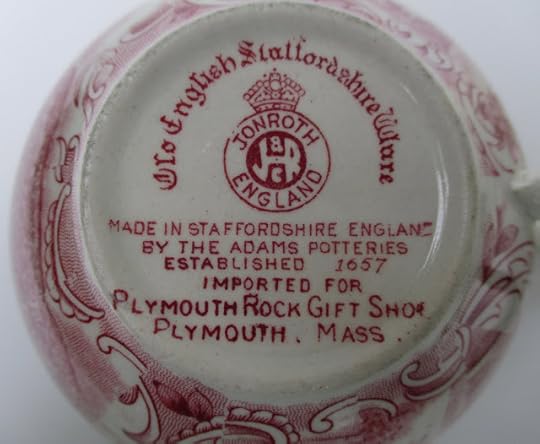 Old English Staffordshire Ware
JONROTH
J&R
Co
ENGLAND
MADE IN STAFFORDSHIRE ENGLAND
BY THE ADAMS POTTERIES
ESTABLISHED 1657
IMPORTED FOR
PLYMOUTH ROCK GIFT SHOP
PLYMOUTH. MASS.